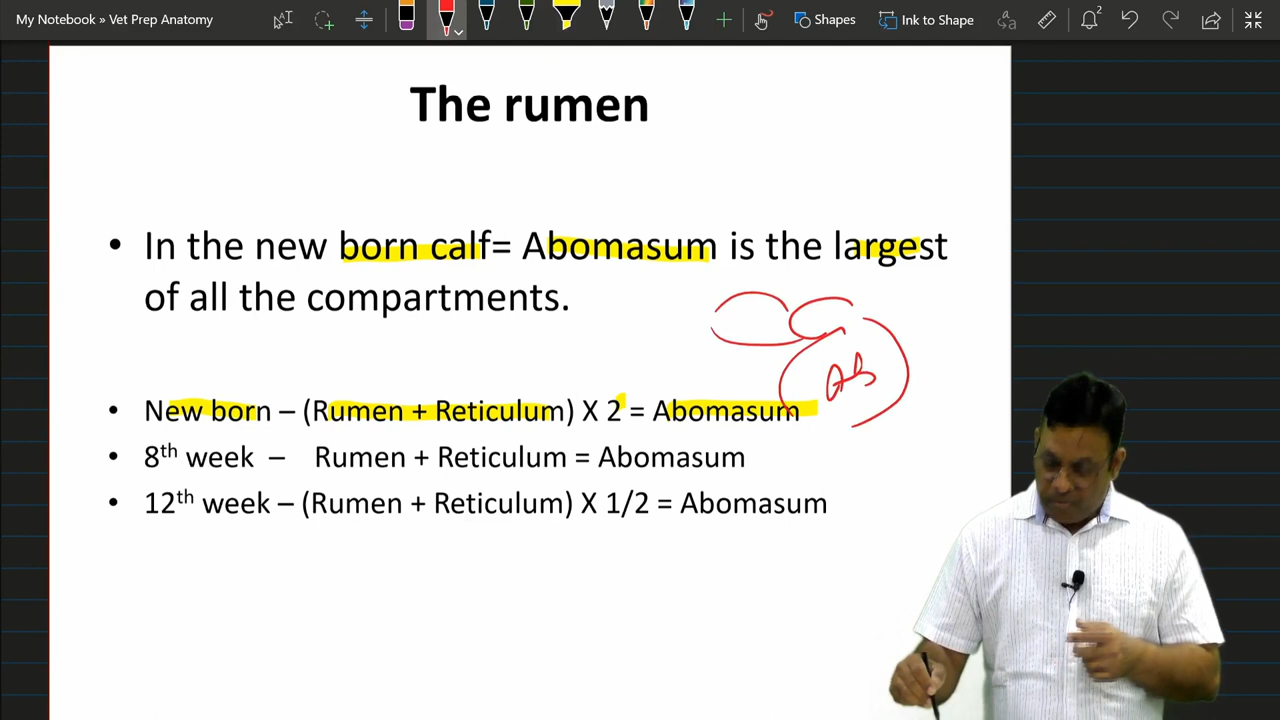 My Notebook » Vet Prep Anatomy
Shapes
Ink to Shape
2
The rumen
• In the new born calf= Abomasum is the largest
of all the compartments.
Ab
• New born – (Rumen + Reticulum) X 2 = Abomasum
• 8th week – Rumen + Reticulum = Abomasum
• 12th week – (Rumen + Reticulum) X 1/2 = Abomasum